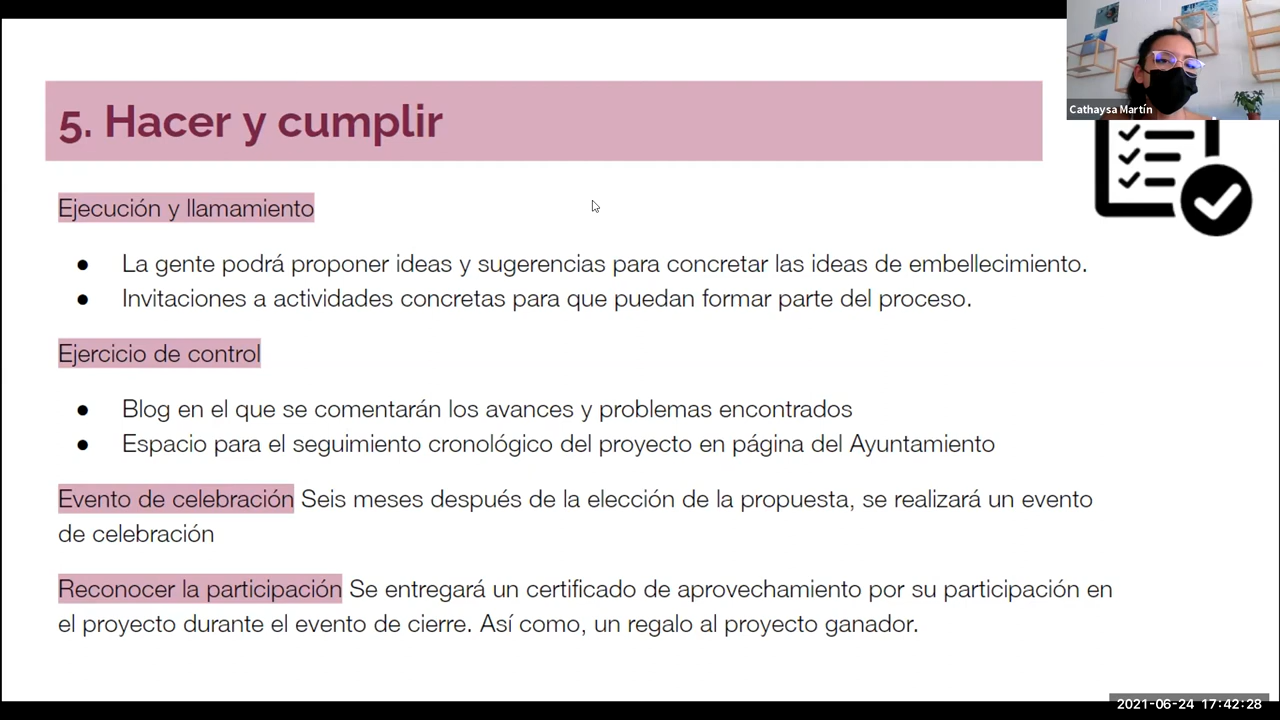 5. Hacer y cumplir
Cathaysa Martín
Ejecución y llamamiento
● La gente podrá proponer ideas y sugerencias para concretar las ideas de embellecimiento.
● Invitaciones a actividades concretas para que puedan formar parte del proceso.
Ejercicio de control
● Blog en el que se comentarán los avances y problemas encontrados
● Espacio para el seguimiento cronológico del proyecto en página del Ayuntamiento
Evento de celebración Seis meses después de la elección de la propuesta, se realizará un evento
de celebración
Reconocer la participación Se entregará un certificado de aprovechamiento por su participación en
el proyecto durante el evento de cierre. Así como, un regalo al proyecto ganador.
2021-06-24 17:42:28